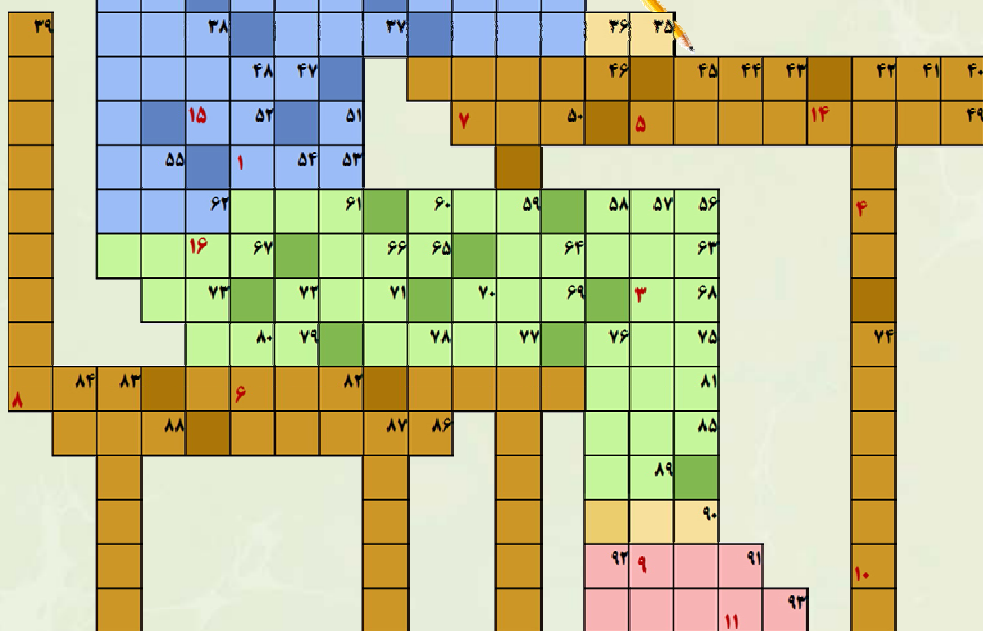 ۳۵ ۳۶ ۳۷ ۳۸ ۳۹
۴۰ ۴۱ ۴۲ ۴۳ ۴۴ ۴۵ ۴۶ ۴۷ ۴۸
۴۹ ۱۴ ۵ ۵۰ ۷ ۵۱ ۵۲ ۱۵
۵۳ ۵۴ ۱ ۵۵
۴ ۵۶ ۵۷ ۵۸ ۵۹ ۶۰ ۶۱ ۶۲
۶۳ ۶۴ ۶۵ ۶۶ ۶۷ ۱۶
۶۸ ۳ ۶۹ ۷۰ ۷۱ ۷۲ ۷۳
۷۴ ۷۵ ۷۶ ۷۷ ۷۸ ۷۹ ۸۰
۸۱ ۸۲ ۶ ۸۳ ۸۴ ۸
۸۵ ۸۶ ۸۷ ۸۸
۸۹
۹۰
۱۰ ۹۱ ۹ ۹۲
۹۳ ۱۱